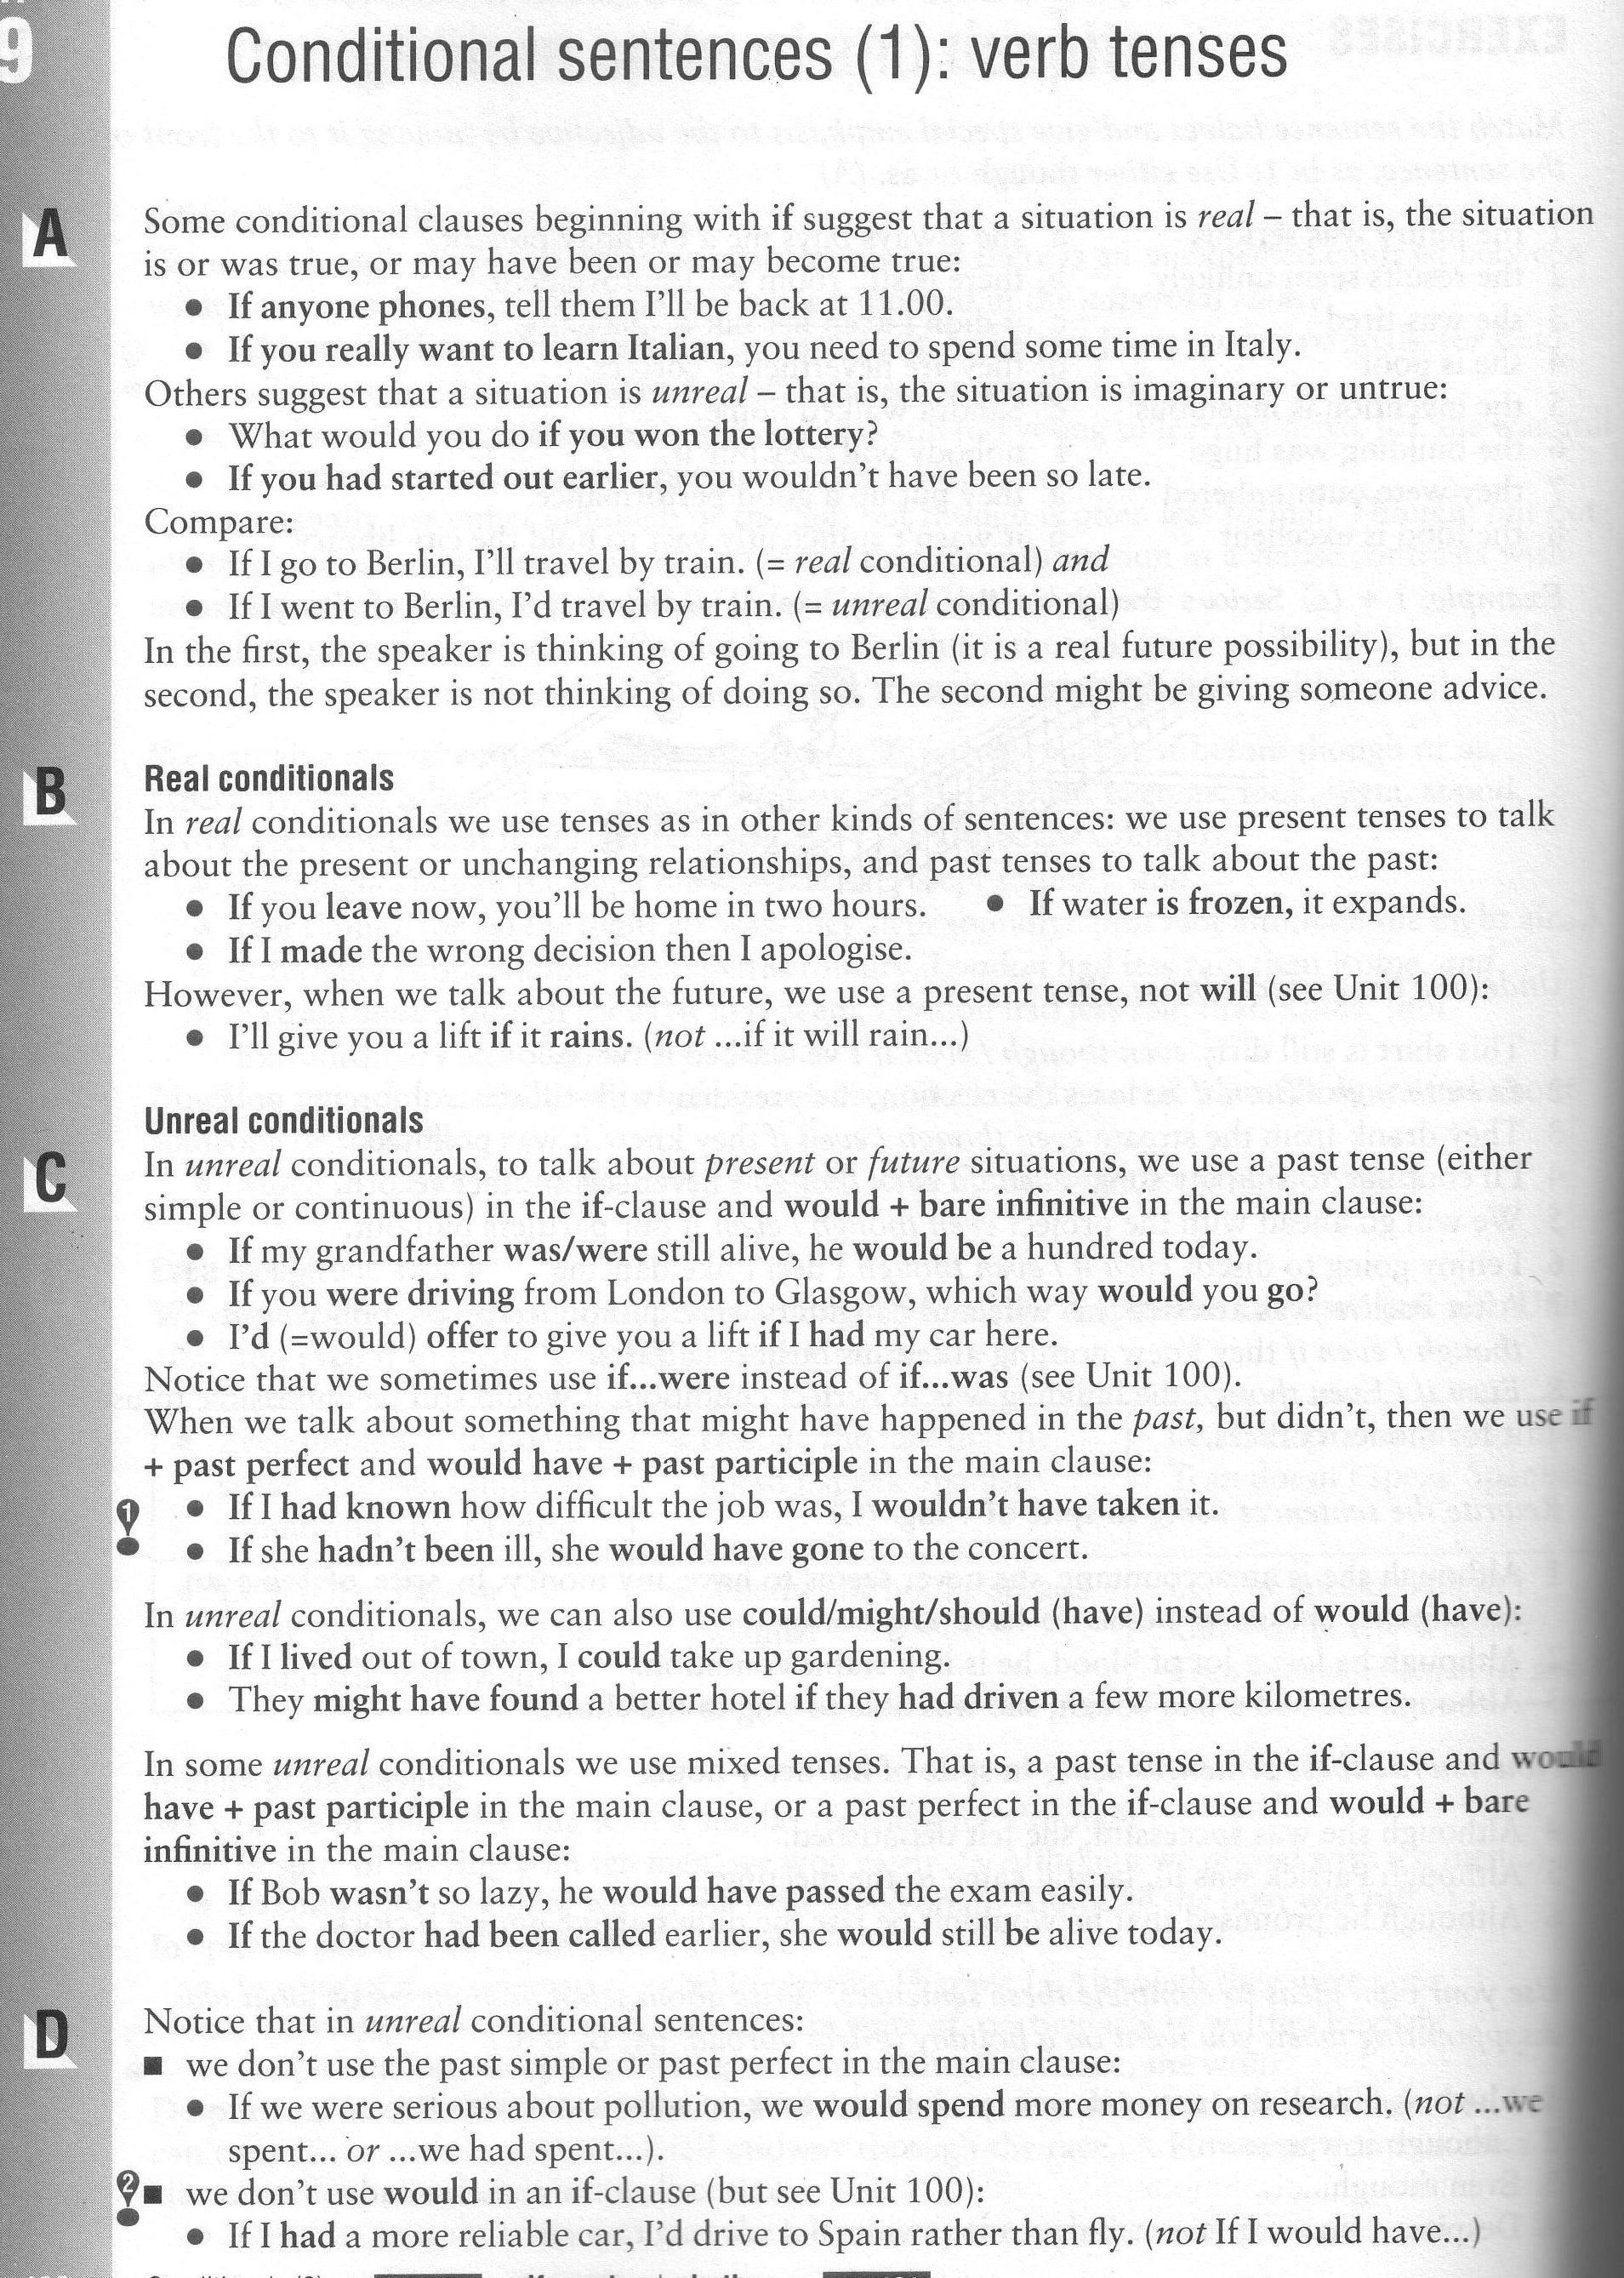 9
Conditional sentences (1): verb tenses
A
Some conditional clauses beginning with if suggest that a situation is real – that is, the situation
is or was true, or may have been or may become true:
● If anyone phones, tell them I'll be back at 11.00.
● If you really want to learn Italian, you need to spend some time in Italy.
Others suggest that a situation is unreal – that is, the situation is imaginary or untrue:
● What would you do if you won the lottery?
● If you had started out earlier, you wouldn't have been so late.
Compare:
● If I go to Berlin, I'll travel by train. (= real conditional) and
● If I went to Berlin, I'd travel by train. (= unreal conditional)
In the first, the speaker is thinking of going to Berlin (it is a real future possibility), but in the
second, the speaker is not thinking of doing so. The second might be giving someone advice.
B
Real conditionals
In real conditionals we use tenses as in other kinds of sentences: we use present tenses to talk
about the present or unchanging relationships, and past tenses to talk about the past:
● If you leave now, you'll be home in two hours. ● If water is frozen, it expands.
● If I made the wrong decision then I apologise.
However, when we talk about the future, we use a present tense, not will (see Unit 100):
● I'll give you a lift if it rains. (not ...if it will rain...)
Unreal conditionals
C
In unreal conditionals, to talk about present or future situations, we use a past tense (either
simple or continuous) in the if-clause and would + bare infinitive in the main clause:
● If my grandfather was/were still alive, he would be a hundred today.
● If you were driving from London to Glasgow, which way would you go?
● I'd (=would) offer to give you a lift if I had my car here.
Notice that we sometimes use if...were instead of if...was (see Unit 100).
When we talk about something that might have happened in the past, but didn't, then we use if
+ past perfect and would have + past participle in the main clause:
1
● If I had known how difficult the job was, I wouldn't have taken it.
● If she hadn't been ill, she would have gone to the concert.
In unreal conditionals, we can also use could/might/should (have) instead of would (have):
● If I lived out of town, I could take up gardening.
● They might have found a better hotel if they had driven a few more kilometres.
In some unreal conditionals we use mixed tenses. That is, a past tense in the if-clause and would
have + past participle in the main clause, or a past perfect in the if-clause and would + bare
infinitive in the main clause:
● If Bob wasn't so lazy, he would have passed the exam easily.
● If the doctor had been called earlier, she would still be alive today.
D
Notice that in unreal conditional sentences:
■ we don't use the past simple or past perfect in the main clause:
● If we were serious about pollution, we would spend more money on research. (not ...we
spent... or ...we had spent...).
2
■ we don't use would in an if-clause (but see Unit 100):
● If I had a more reliable car, I'd drive to Spain rather than fly. (not If I would have...)